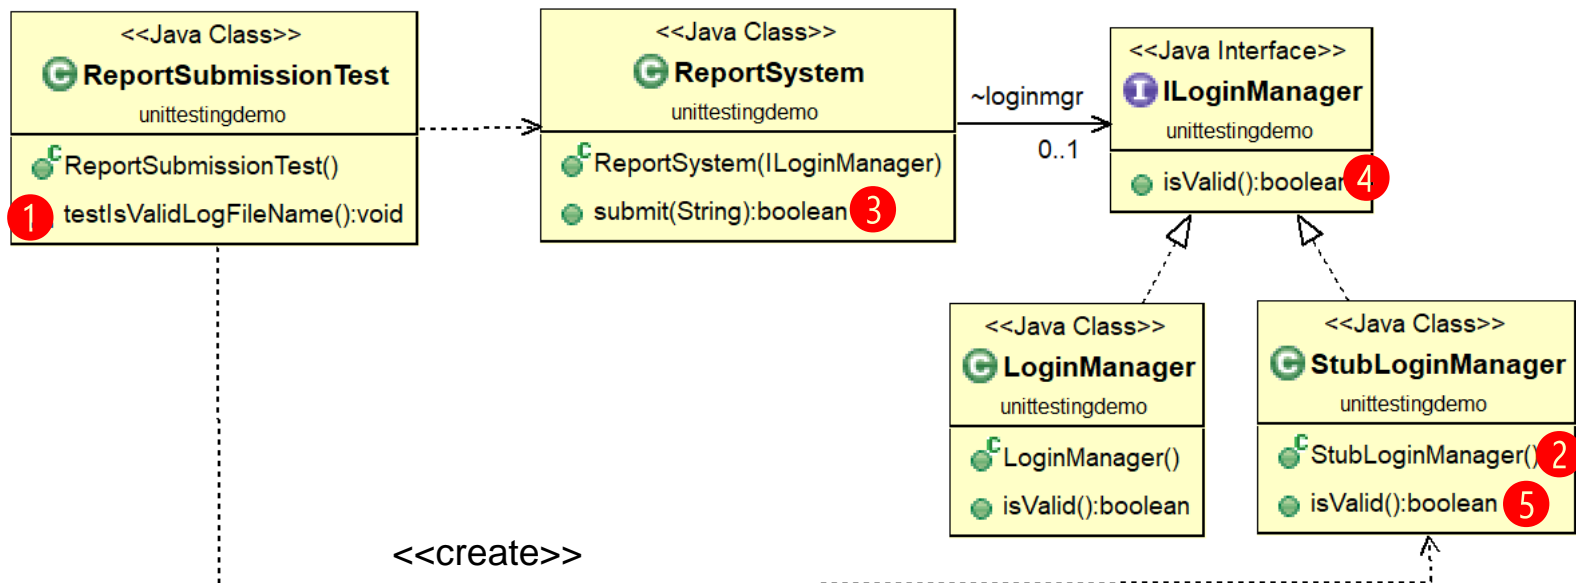 <<Java Class>>
C ReportSubmissionTest
unittestingdemo
C ReportSubmissionTest()
1 testIsValidLogFileName():void
<<Java Class>>
C ReportSystem
unittestingdemo
C ReportSystem(ILoginManager)
submit(String):boolean 3
~loginmgr
0..1
<<Java Interface>>
I ILoginManager
unittestingdemo
isValid():boolean 4
<<Java Class>>
C LoginManager
unittestingdemo
C LoginManager()
isValid():boolean
<<Java Class>>
C StubLoginManager
unittestingdemo
C StubLoginManager() 2
isValid():boolean 5
<<create>>